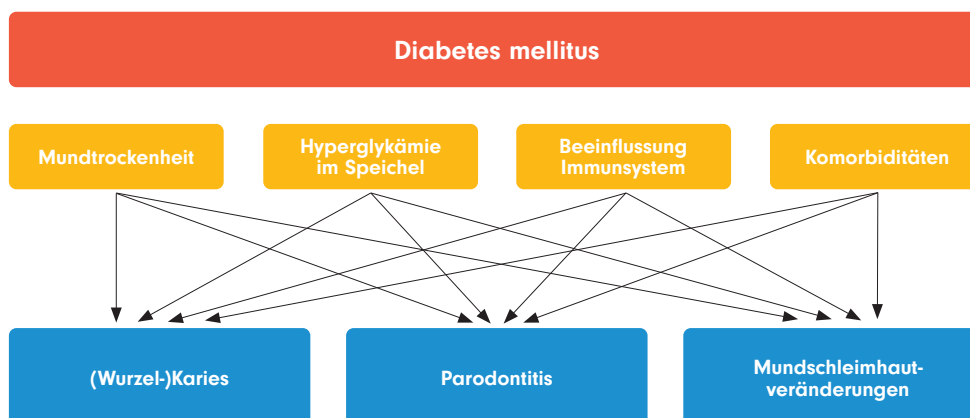 Diabetes mellitus
Mundtrockenheit
Hyperglykämie
im Speichel
Beeinflussung
Immunsystem
Komorbiditäten
(Wurzel-)Karies
Parodontitis
Mundschleimhaut-
veränderungen